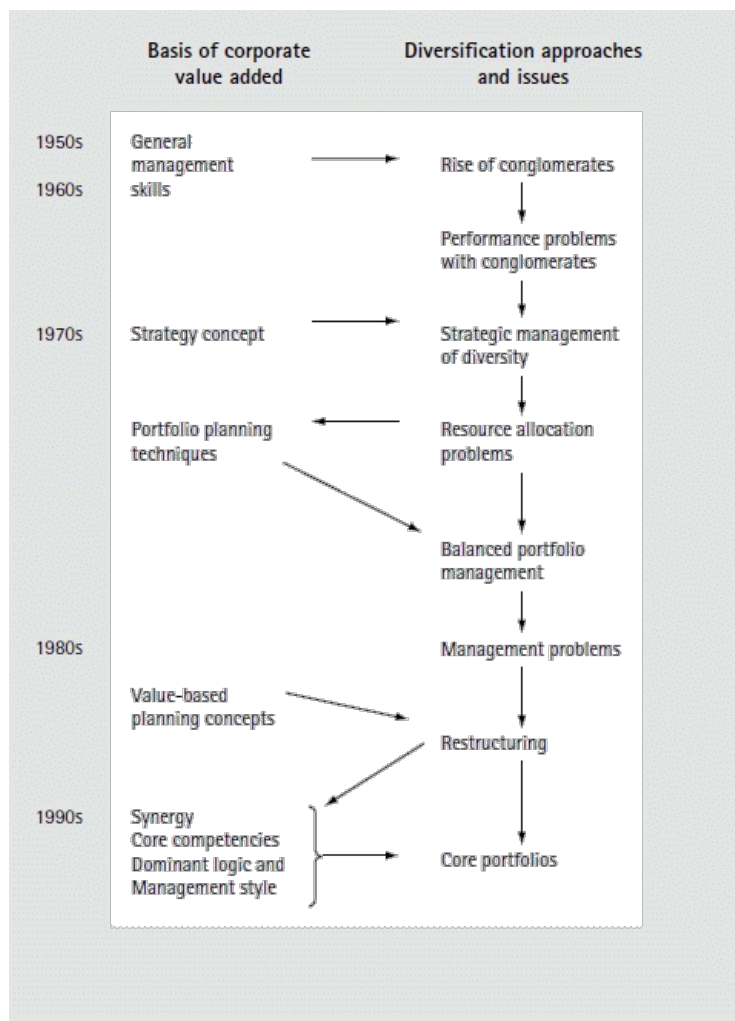 Basis of corporate
value added
Diversification approaches
and issues
1950s
General
management
1960s
skills
Rise of conglomerates
Performance problems
with conglomerates
1970s
Strategy concept
Strategic management
of diversity
Portfolio planning
techniques
Resource allocation
problems
Balanced portfolio
management
1980s
Management problems
Value-based
planning concepts
Restructuring
1990s
Synergy
Core competencies
Dominant logic and
Management style
Core portfolios